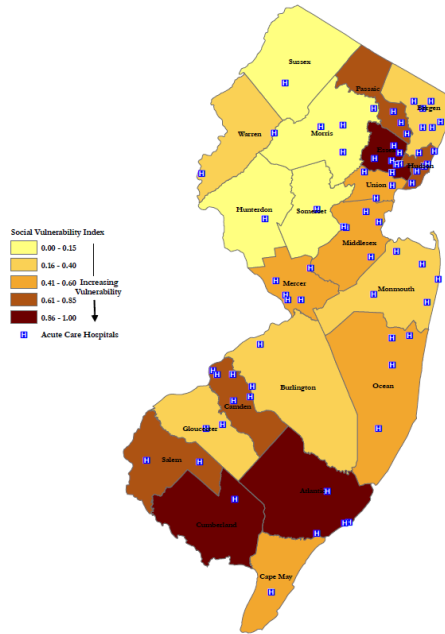 Sussex
Passaic
Bergen
Warren
Morris
Essex
Hudson
Union
Hunterdon
Somerset
Middlesex
Social Vulnerability Index
0.00 - 0.15
0.16 - 0.40
0.41 - 0.60
0.61 - 0.85
0.86 - 1.00
Increasing
Vulnerability
H Acute Care Hospitals
Mercer
Monmouth
Ocean
Burlington
Camden
Gloucester
Salem
Atlantic
Cumberland
Cape May